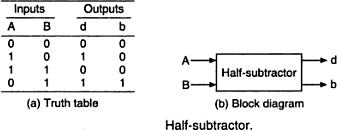 Inputs Outputs
A B d b
0 0 0 0
1 0 1 0
1 1 0 0
0 1 1 1
(a) Truth table
A
B
Half-subtractor
d
b
(b) Block diagram
Half-subtractor.